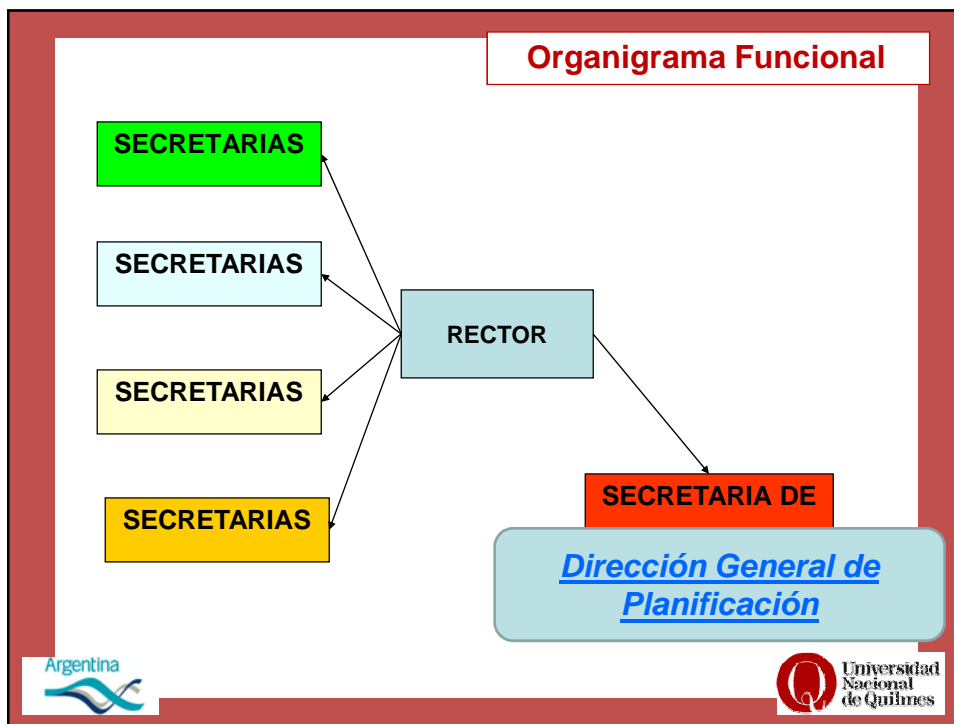 Organigrama Funcional
SECRETARIAS
SECRETARIAS
RECTOR
SECRETARIAS
SECRETARIAS
SECRETARIA DE
Dirección General de
Planificación
Argentina
Universidad
Nacional
de Quilmes